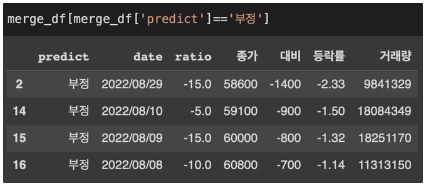 merge_df[merge_df['predict']=='부정']
predict date ratio 종가 대비 등락률 거래량
2 부정 2022/08/29 -15.0 58600 -1400 -2.33 9841329
14 부정 2022/08/10 -5.0 59100 -900 -1.50 18084349
15 부정 2022/08/09 -15.0 60000 -800 -1.32 18251170
16 부정 2022/08/08 -10.0 60800 -700 -1.14 11313150